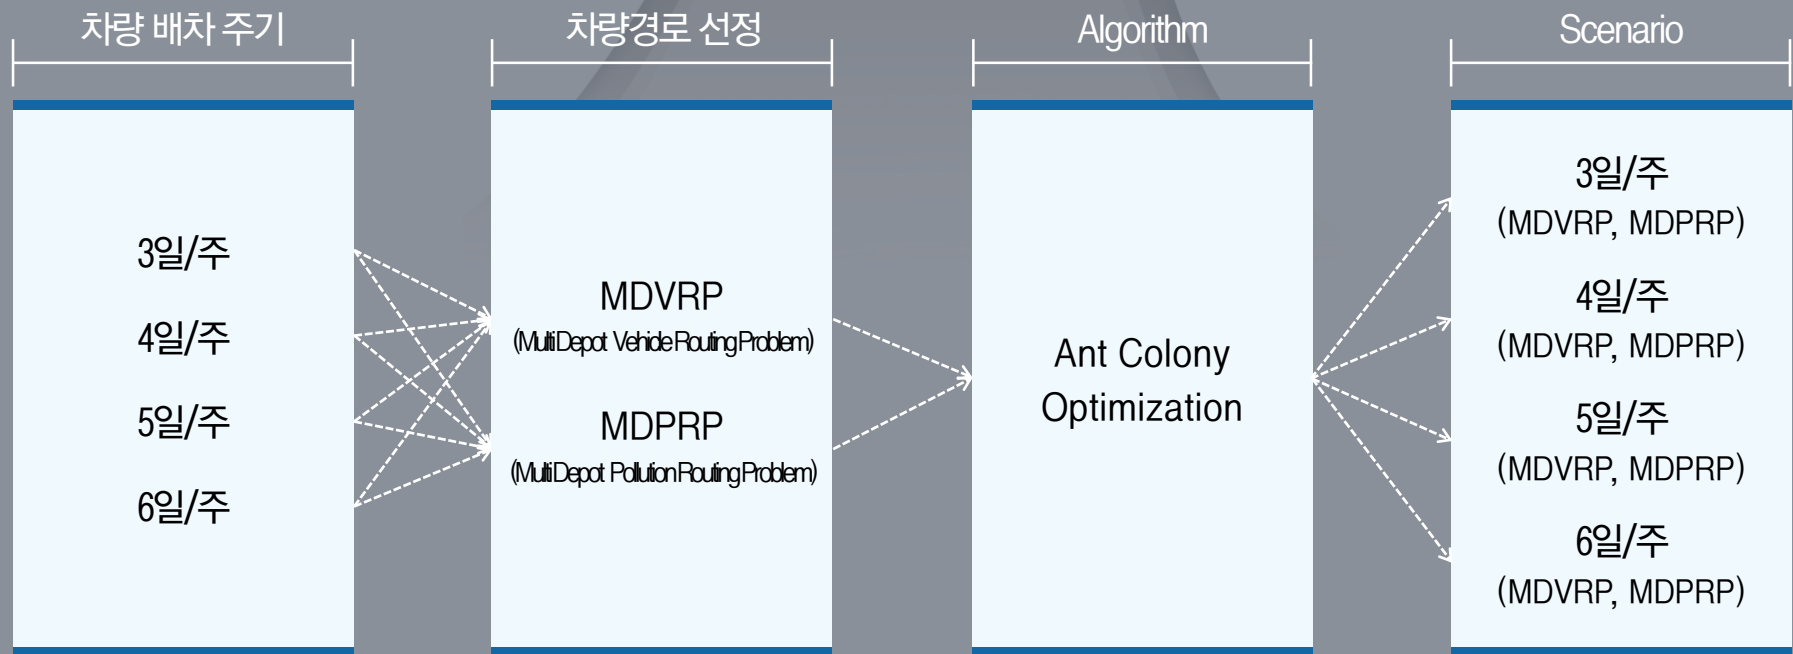 차량 배차 주기
차량경로 선정
Algorithm
Scenario
3일/주
4일/주
5일/주
6일/주
MDVRP
(Multi Depot Vehicle Routing Problem)
MDPRP
(Multi Depot Pollution Routing Problem)
Ant Colony
Optimization
3일/주
(MDVRP, MDPRP)
4일/주
(MDVRP, MDPRP)
5일/주
(MDVRP, MDPRP)
6일/주
(MDVRP, MDPRP)